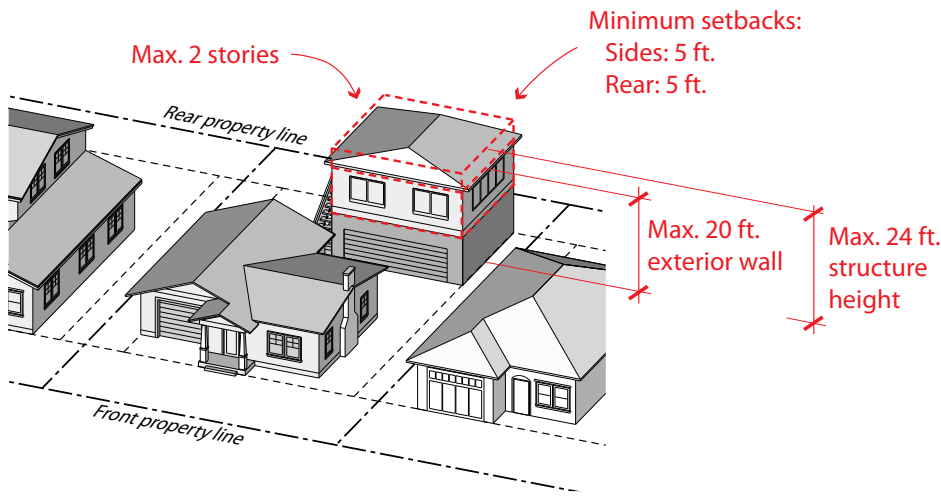 Minimum setbacks:
Sides: 5 ft.
Rear: 5 ft.
Max. 2 stories
Rear property line
Max. 20 ft.
exterior wall
Max. 24 ft.
structure
height
Front property line